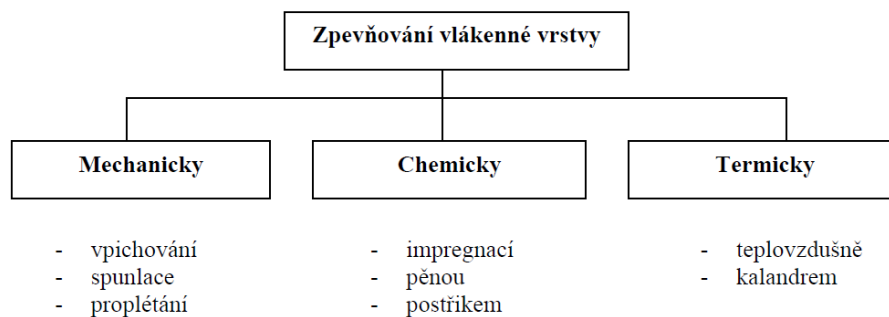 Zpevňování vlákenné vrstvy
Mechanicky
Chemicky
Termicky
- vpichování
- spunlace
- proplétání
- impregnací
- pěnou
- postřikem
- teplovzdušně
- kalandrem